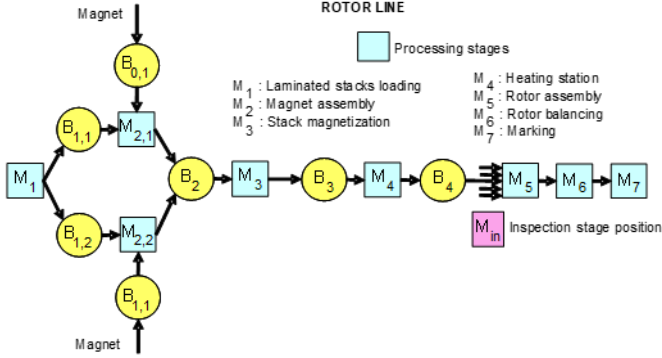 ROTOR LINE
Magnet
Processing stages
B0,1
M1 : Laminated stacks loading
M2 : Magnet assembly
M3 : Stack magnetization
M4 : Heating station
M5 : Rotor assembly
M6 : Rotor balancing
M7 : Marking
B1,1
M2,1
M1
B2
M3
B3
M4
B4
M5
M6
M7
B1,2
M2,2
Min
Inspection stage position
B1,1
Magnet